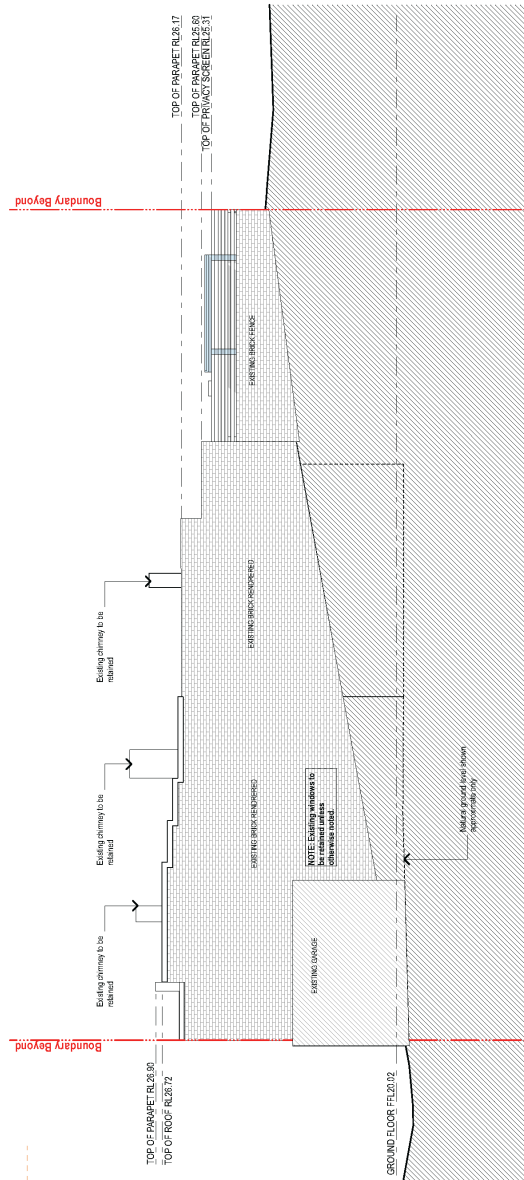 Boundary Beyond
TOP OF PARAPET RL26.17
TOP OF PARAPET RL25.60
TOP OF PRIVACY SCREEN RL25.31
EXISTING BRICK FENCE
Existing chimney to be
retained
EXISTING BRICK RENDRERED
Existing chimney to be
retained
EXISTING BRICK RENDRERED
NOTE: Existing windows to
be retained unless
otherwise noted.
Natural ground level shown
approximate only
Existing chimney to be
retained
EXISTING GARAGE
Boundary Beyond
TOP OF PARAPET RL26.90
TOP OF ROOF RL26.72
GROUND FLOOR FFL20.02